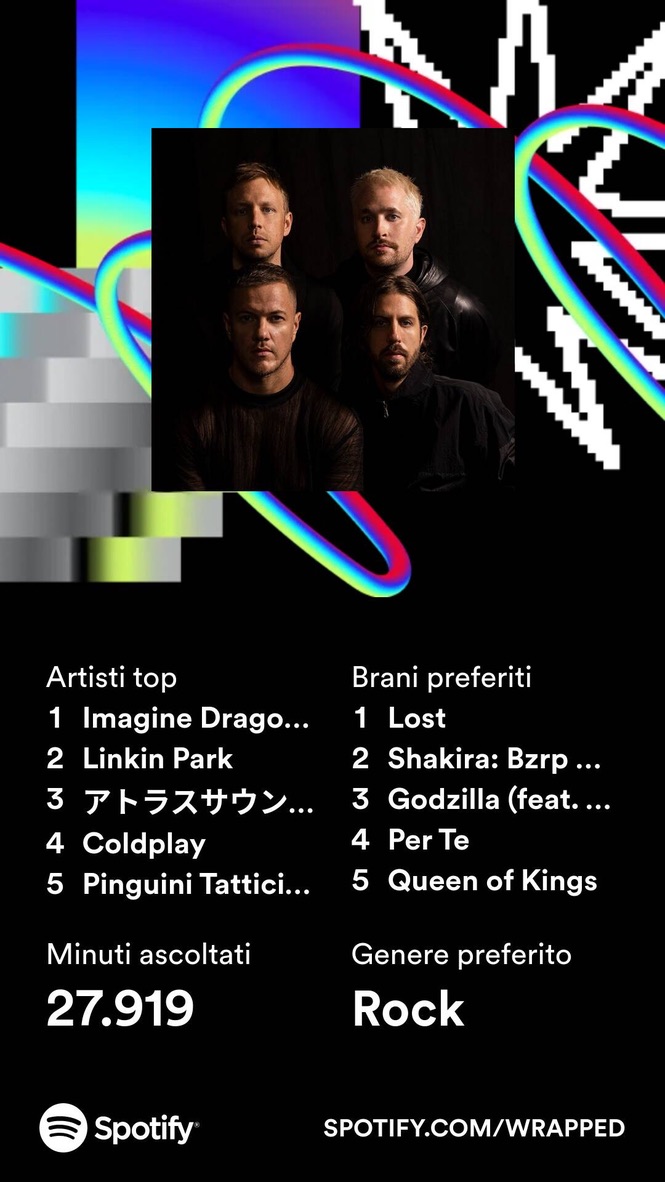 Artisti top
1 Imagine Drago...
2 Linkin Park
3 アトラスサウン...
4 Coldplay
5 Pinguini Tattici...
Brani preferiti
1 Lost
2 Shakira: Bzrp ...
3 Godzilla (feat. ...
4 Per Te
5 Queen of Kings
Minuti ascoltati
27.919
Genere preferito
Rock
Spotify®
SPOTIFY.COM/WRAPPED